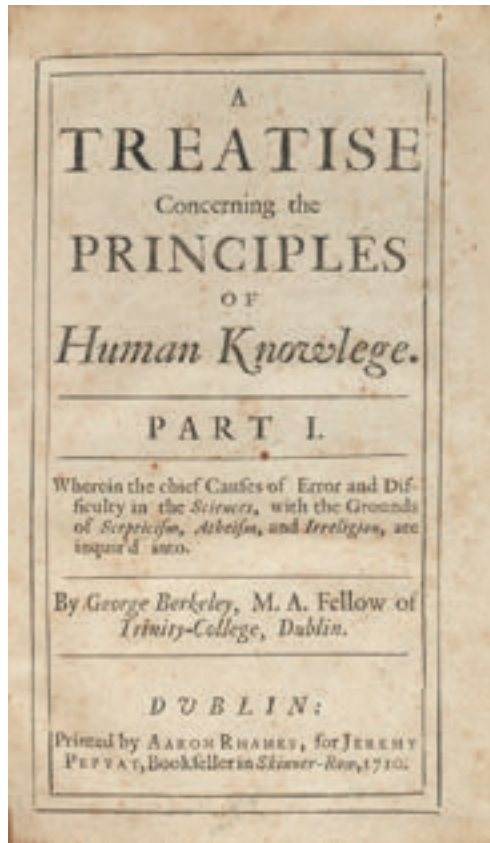 A
TREATISE
Concerning the
PRINCIPLES
OF
Human Knowlege.
PART I.
Wherein the chief Causes of Error and Dif-
ficulty in the Sciences, with the Grounds
of Scepticism, Atheism, and Irreligion, are
inquir'd into.
By George Berkeley, M. A. Fellow of
Trinity-College, Dublin.
DUBLIN:
Printed by AARON RHAMES, for JEREMY
PEPYAT, Bookseller in Skinner-Row, 1710.